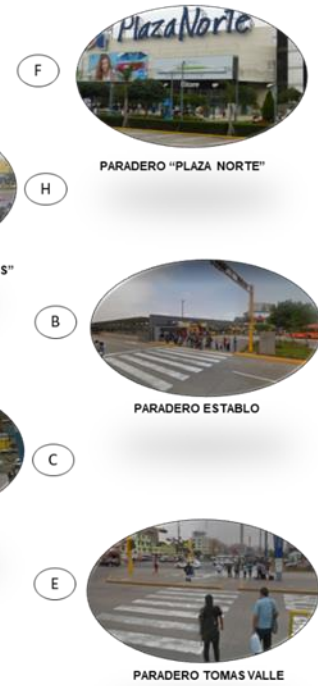 PlazaNorte
F
PARADERO “PLAZA NORTE”
H
S”
B
PARADERO ESTABLO
C
E
PARADERO TOMAS VALLE